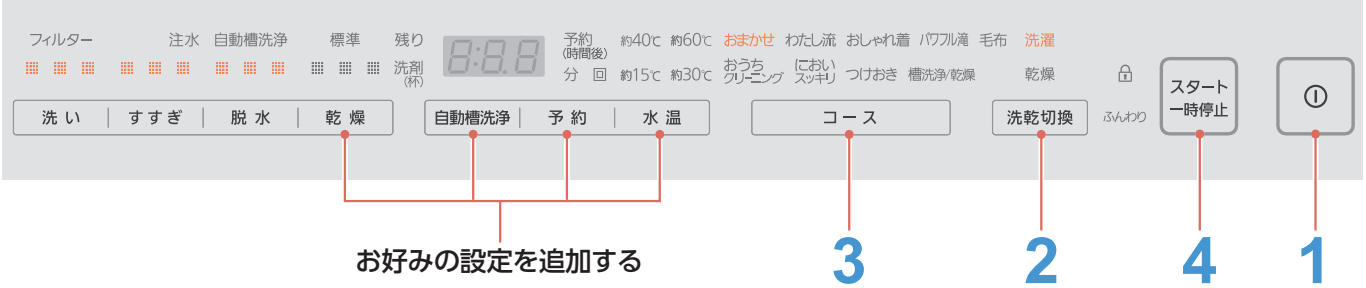 フィルター 注水 自動槽洗浄 標準 残り 8:8.8 予約 (時間後) 約40℃ 約60℃ おまかせ わたし流 おしゃれ着 パワフル滝 毛布 洗濯
洗剤 (杯) 分 回 約15℃ 約30℃ おうち クリーニング におい スッキリ つけおき 槽洗浄/乾燥 乾燥
洗い すすぎ 脱水 乾燥 自動槽洗浄 予約 水温 コース 洗乾切換 ふんわり スタート 一時停止
お好みの設定を追加する 3 2 4 1